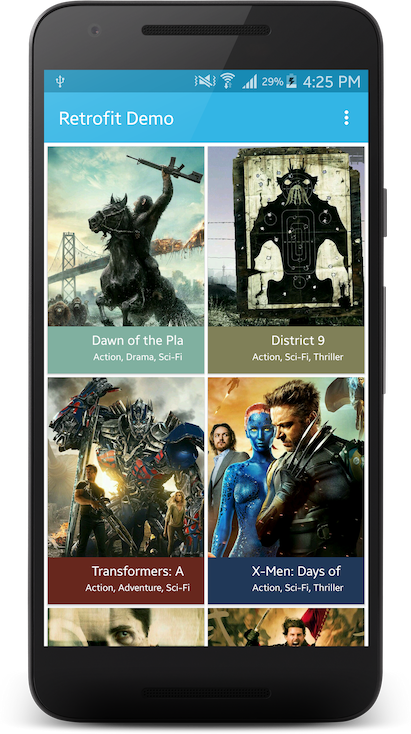 29% 4:25 PM
Retrofit Demo
Dawn of the Pla
Action, Drama, Sci-Fi
District 9
Action, Sci-Fi, Thriller
Transformers: A
Action, Adventure, Sci-Fi
X-Men: Days of
Action, Sci-Fi, Thriller